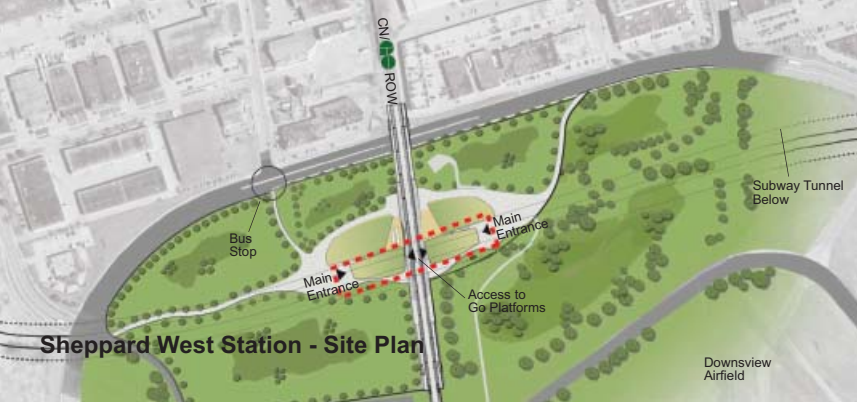 CN/GO ROW
Bus
Stop
Main
Entrance
Main
Entrance
Access to
Go Platforms
Subway Tunnel
Below
Sheppard West Station - Site Plan
Downsview
Airfield